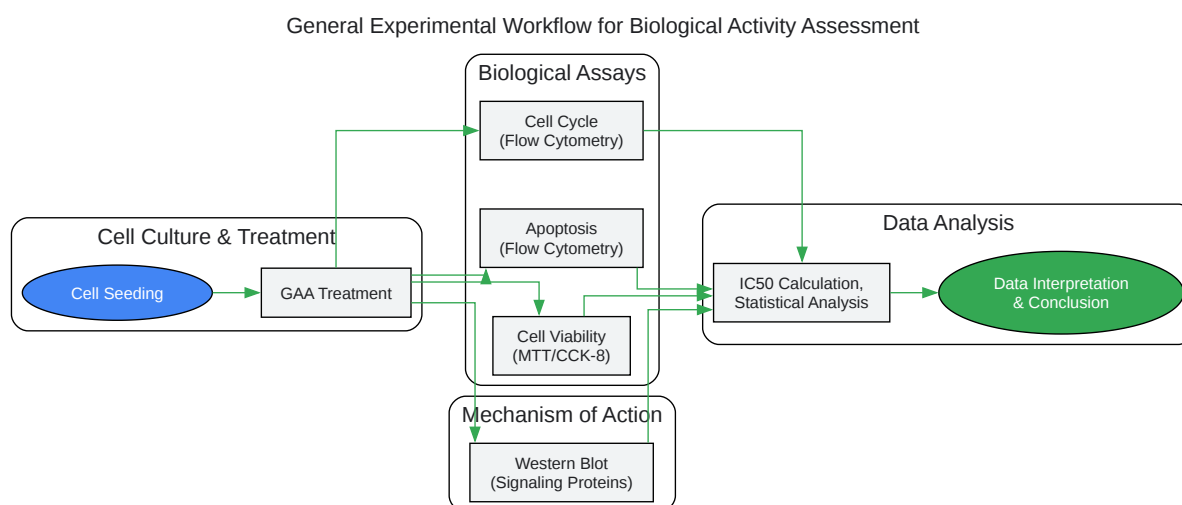 General Experimental Workflow for Biological Activity Assessment
Biological Assays
Cell Cycle
(Flow Cytometry)
Apoptosis
(Flow Cytometry)
Cell Viability
(MTT/CCK-8)
Cell Culture & Treatment
Cell Seeding
GAA Treatment
Mechanism of Action
Western Blot
(Signaling Proteins)
Data Analysis
IC50 Calculation,
Statistical Analysis
Data Interpretation
& Conclusion